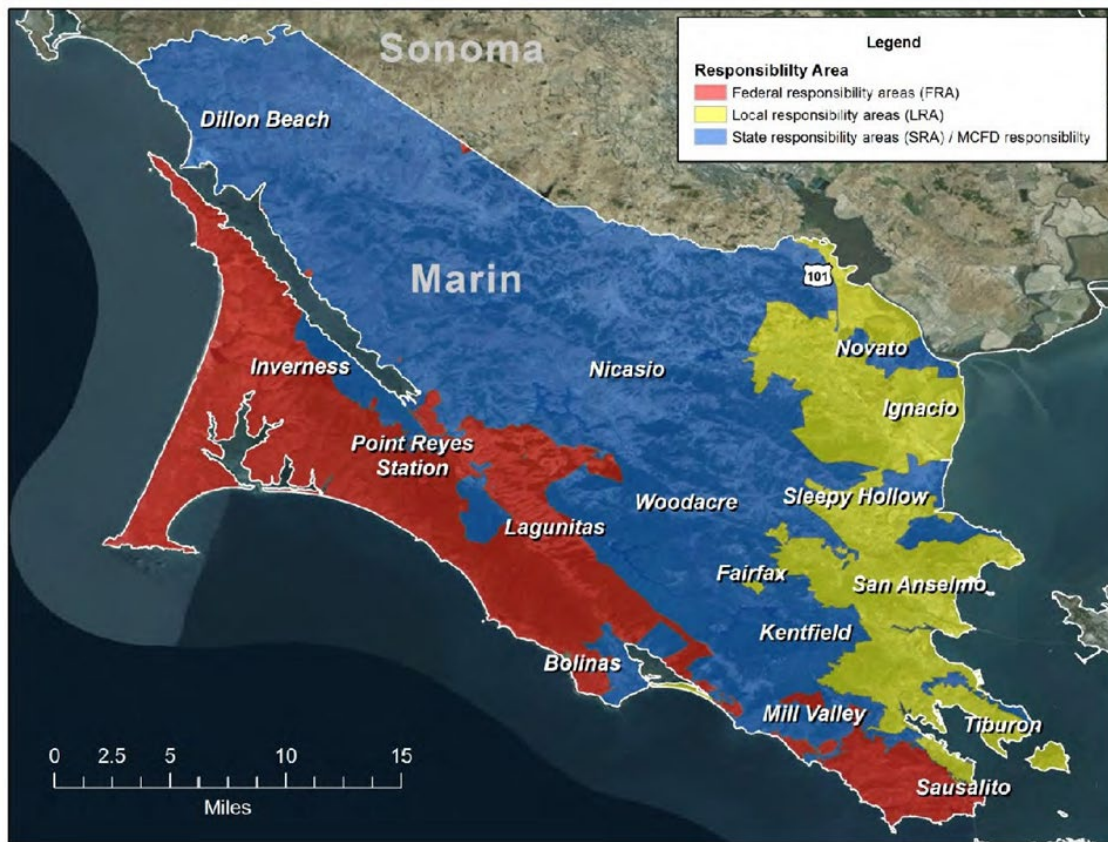 Sonoma
Legend
Responsiblilty Area
Federal responsibility areas (FRA)
Local responsibility areas (LRA)
State responsibility areas (SRA) / MCFD responsiblity
Dillon Beach
Marin
101
Novato
Inverness
Nicasio
Ignacio
Point Reyes
Station
Woodacre
Sleepy Hollow
Lagunitas
Fairfax
San Anselmo
Kentfield
Bolinas
Mill Valley
Tiburon
Sausalito
0 2.5 5 10 15
Miles